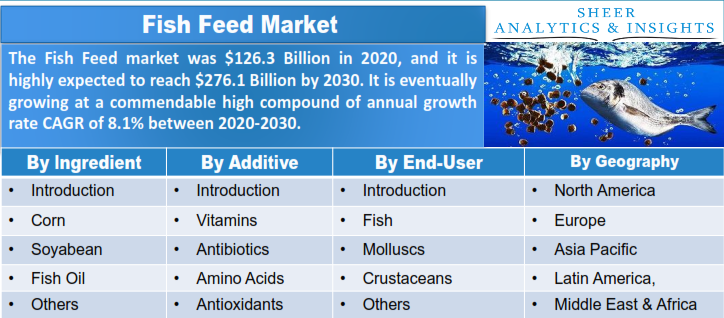 Fish Feed Market
SHEER
ANALYTICS & INSIGHTS
The Fish Feed market was $126.3 Billion in 2020, and it is
highly expected to reach $276.1 Billion by 2030. It is eventually
growing at a commendable high compound of annual growth
rate CAGR of 8.1% between 2020-2030.
By Ingredient By Additive By End-User By Geography
• Introduction • Introduction • Introduction • North America
• Corn • Vitamins • Fish • Europe
• Soyabean • Antibiotics • Molluscs • Asia Pacific
• Fish Oil • Amino Acids • Crustaceans • Latin America,
• Others • Antioxidants • Others • Middle East & Africa